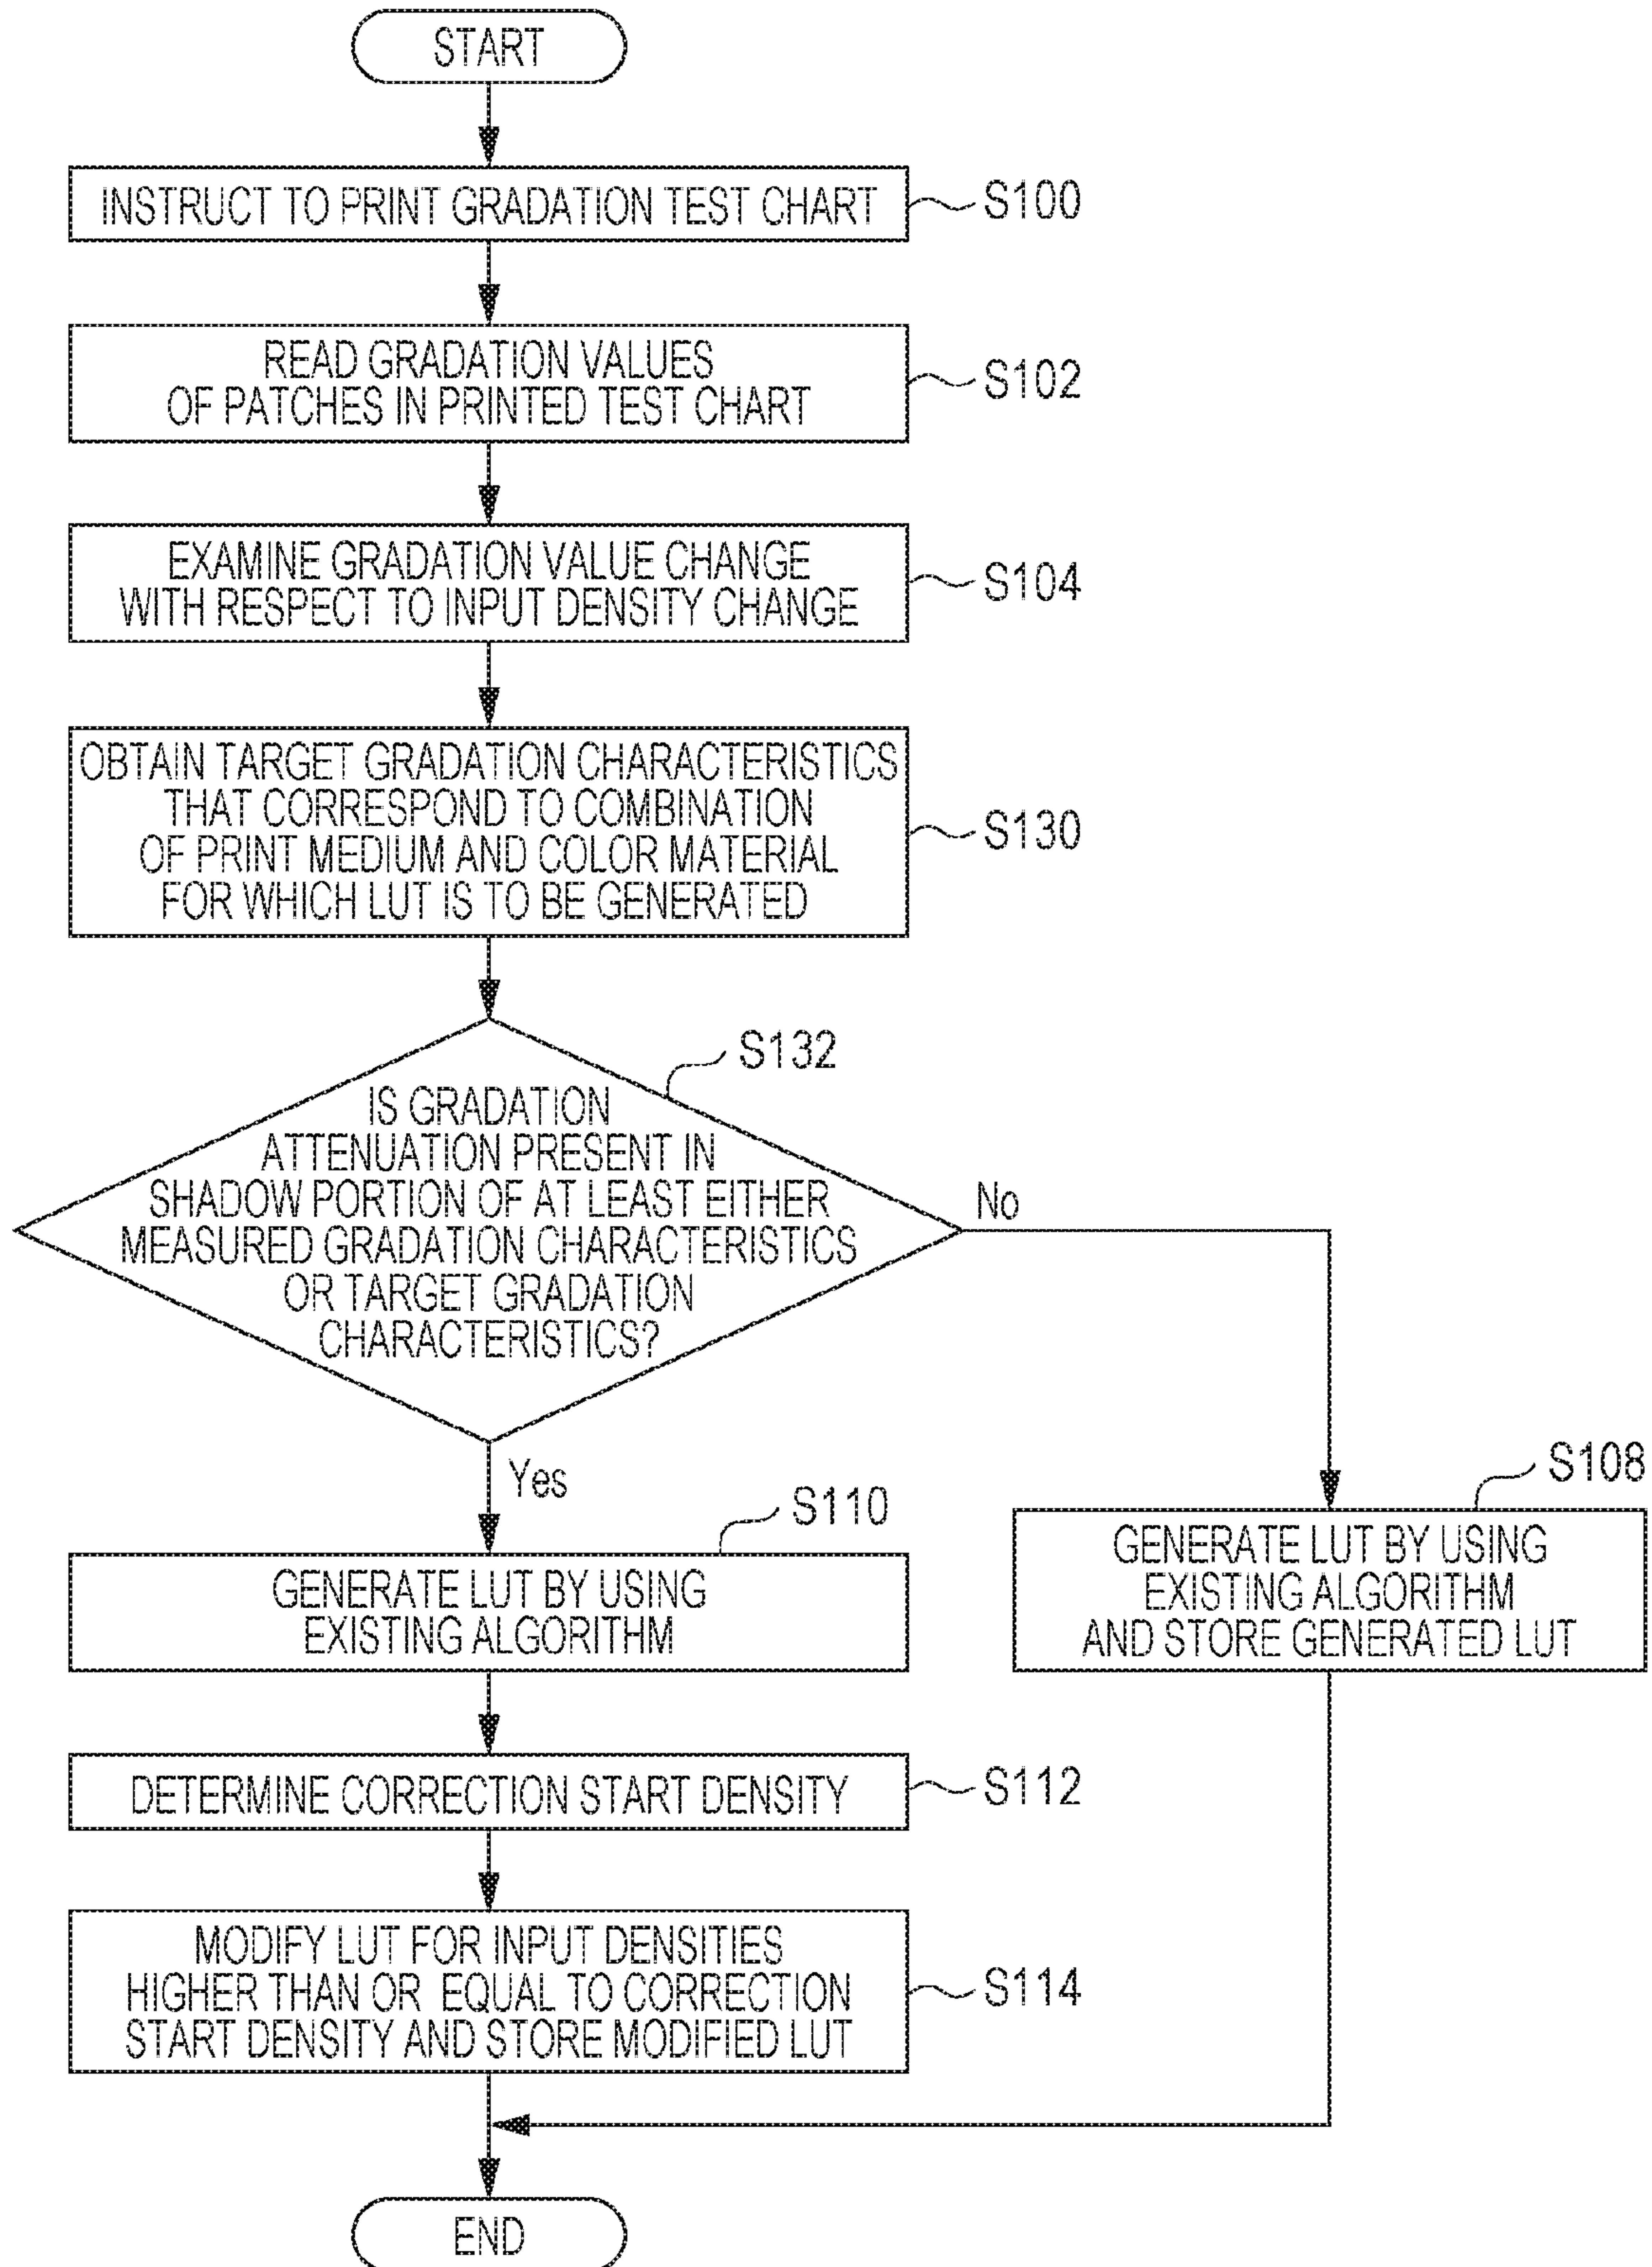 START
INSTRUCT TO PRINT GRADATION TEST CHART
S100
READ GRADATION VALUES
OF PATCHES IN PRINTED TEST CHART
S102
EXAMINE GRADATION VALUE CHANGE
WITH RESPECT TO INPUT DENSITY CHANGE
S104
OBTAIN TARGET GRADATION CHARACTERISTICS
THAT CORRESPOND TO COMBINATION
OF PRINT MEDIUM AND COLOR MATERIAL
FOR WHICH LUT IS TO BE GENERATED
S130
S132
IS GRADATION
ATTENUATION PRESENT IN
SHADOW PORTION OF AT LEAST EITHER
MEASURED GRADATION CHARACTERISTICS
OR TARGET GRADATION
CHARACTERISTICS?
No
Yes
S110
GENERATE LUT BY USING
EXISTING ALGORITHM
S108
GENERATE LUT BY USING
EXISTING ALGORITHM
AND STORE GENERATED LUT
DETERMINE CORRECTION START DENSITY
S112
MODIFY LUT FOR INPUT DENSITIES
HIGHER THAN OR EQUAL TO CORRECTION
START DENSITY AND STORE MODIFIED LUT
S114
END